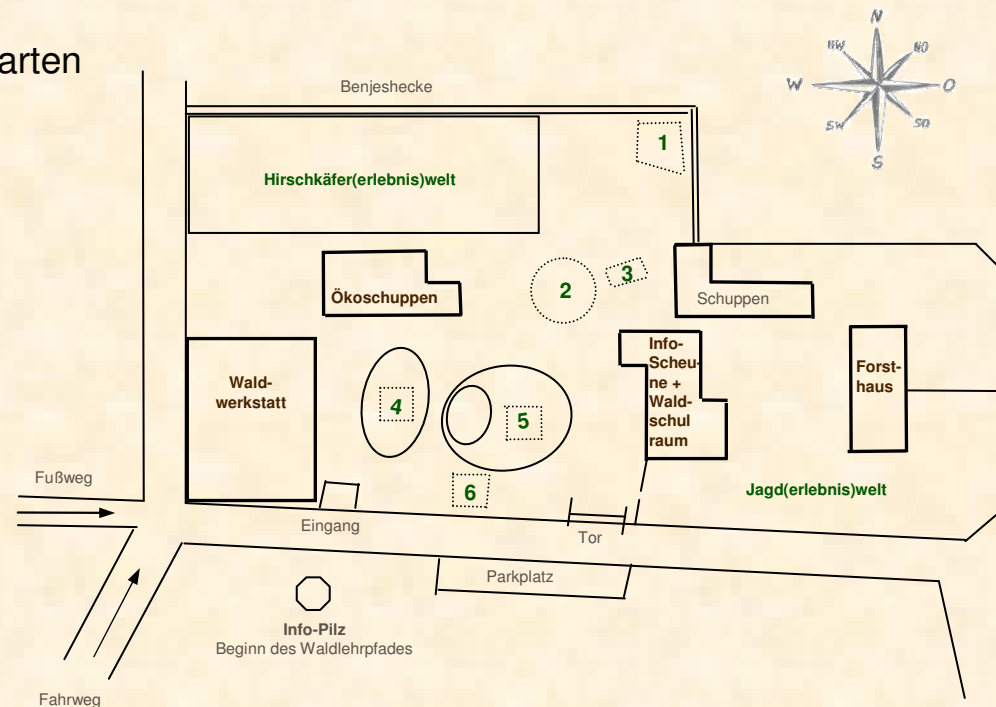 arten
N
NW
NO
W
O
SW
SO
S
Benjeshecke
1
Hirschkäfer(erlebnis)welt
2
3
Ökoschuppen
Schuppen
Info-
Scheu-
ne +
Wald-
schul
raum
Forst-
haus
Wald-
werkstatt
4
5
6
Fußweg
Jagd(erlebnis)welt
Eingang
Tor
Parkplatz
Info-Pilz
Beginn des Waldlehrpfades
Fahrweg